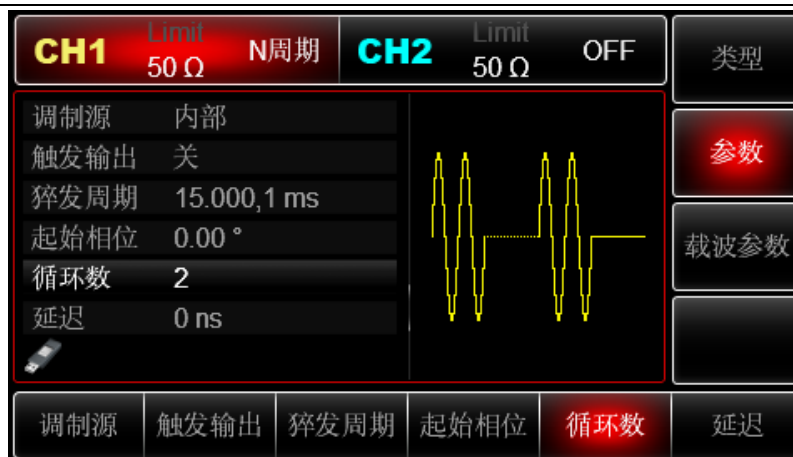 CH1 Limit 50 Ω N周期 CH2 Limit 50 Ω OFF
类型
调制源 内部
触发输出 关
参数
猝发周期 15.000,1 ms
起始相位 0.00 °
载波参数
循环数 2
延迟 0 ns
调制源 触发输出 猝发周期 起始相位 循环数 延迟